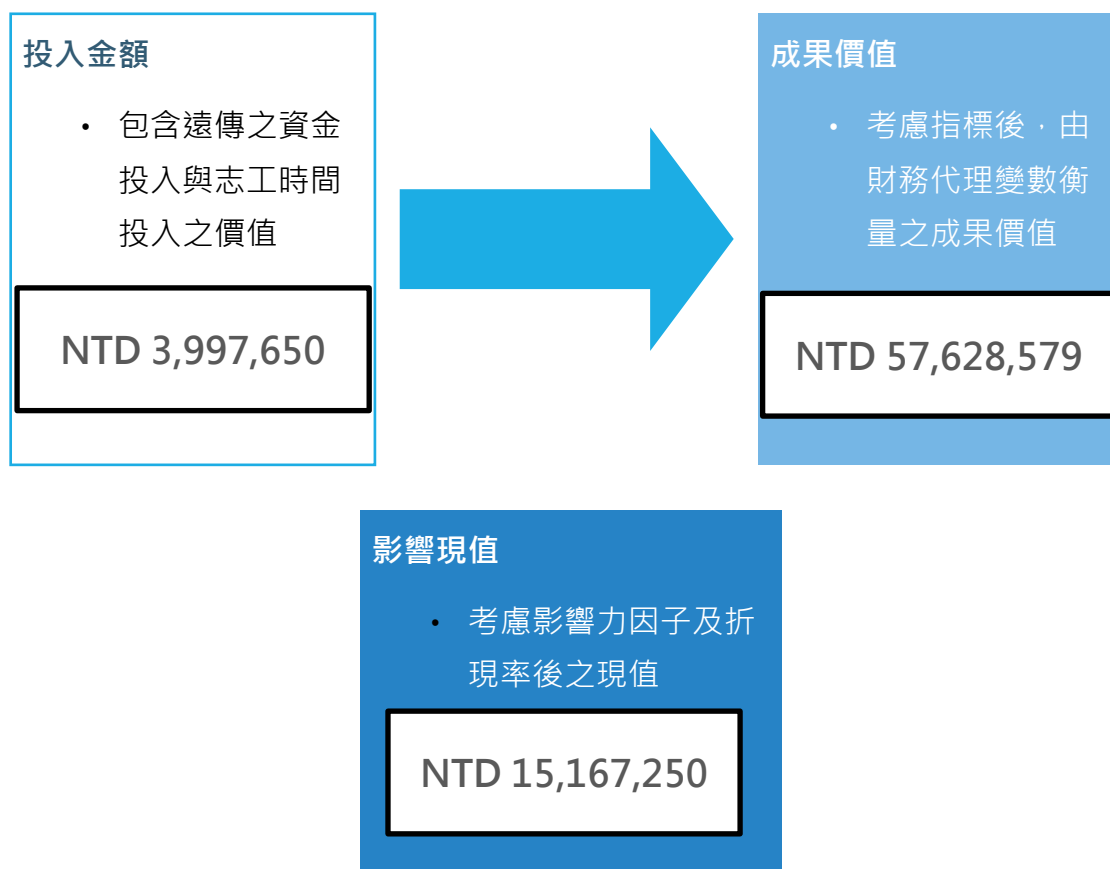 投入金額
• 包含遠傳之資金
投入與志工時間
投入之價值
NTD 3,997,650
成果價值
• 考慮指標後，由
財務代理變數衡
量之成果價值
NTD 57,628,579
影響現值
• 考慮影響力因子及折
現率後之現值
NTD 15,167,250